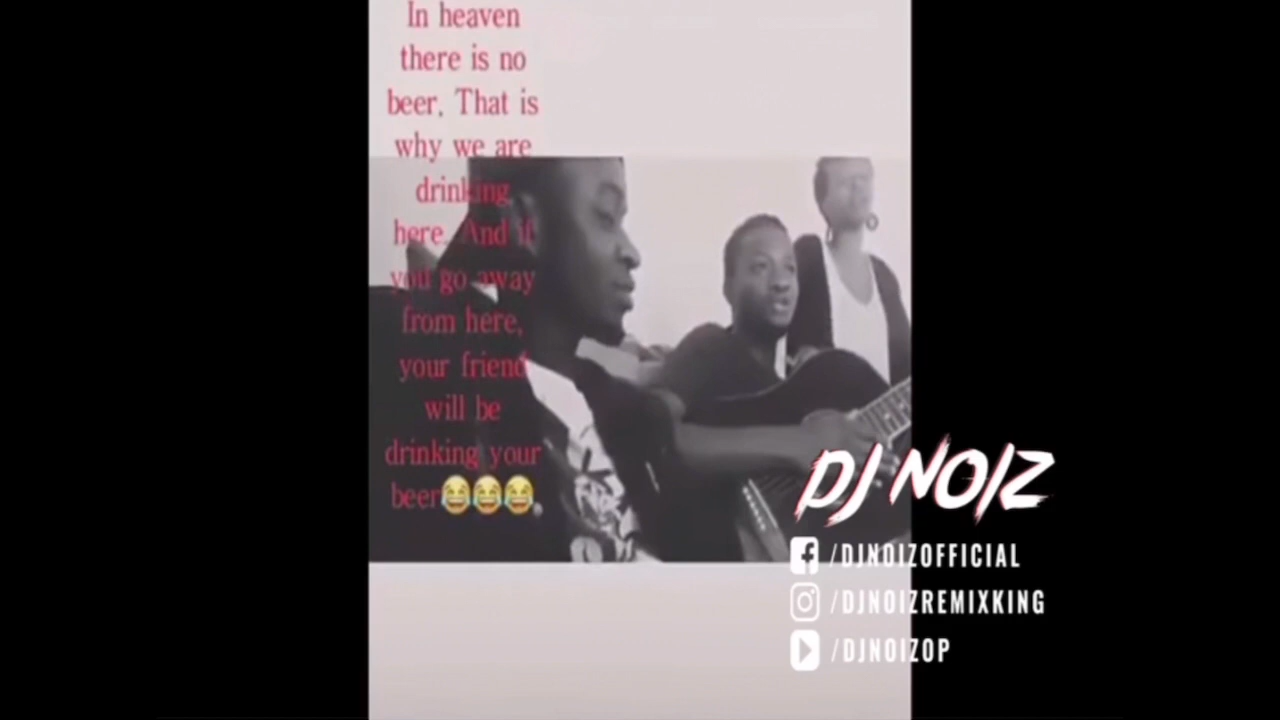 In heaven
there is no
beer, That is
why we are
drinking
here. And if
you go away
from here,
your friend
will be
drinking your
beer😂😂😂.
DJ NOIZ
/DJNOIZOFFICIAL
/DJNOIZREMIXKING
/DJNOIZOP